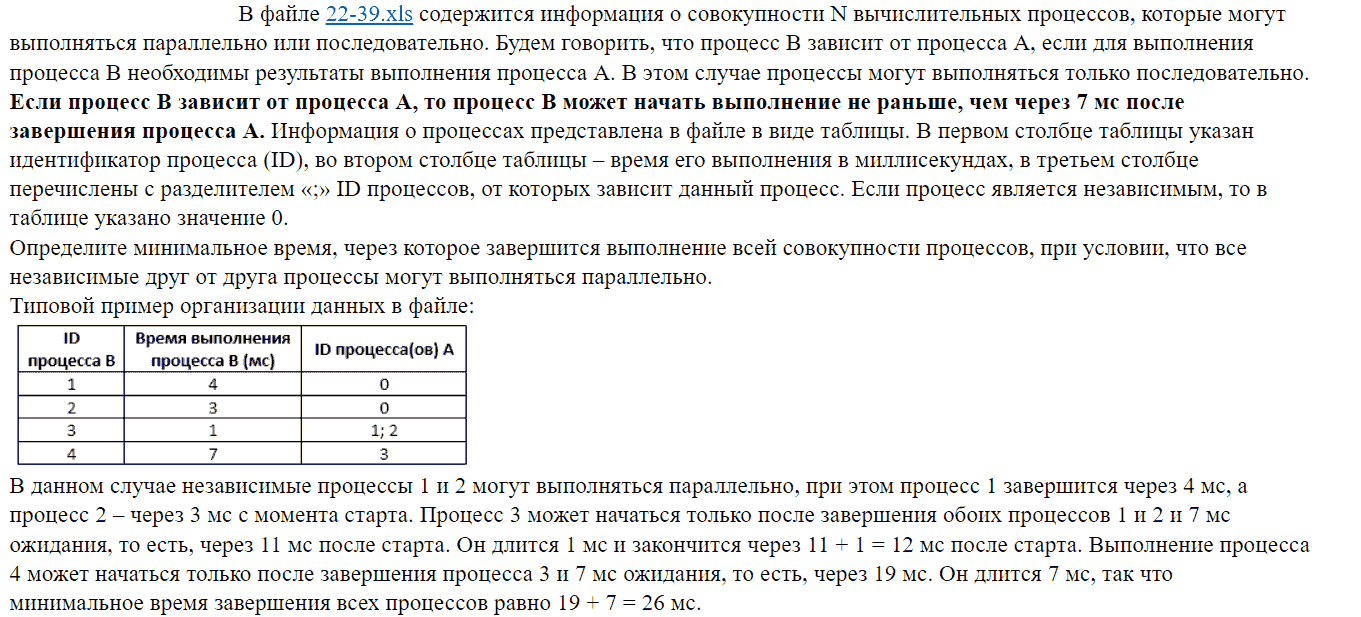 В файле 22-39.xls содержится информация о совокупности N вычислительных процессов, которые могут
выполняться параллельно или последовательно. Будем говорить, что процесс B зависит от процесса A, если для выполнения
процесса B необходимы результаты выполнения процесса A. В этом случае процессы могут выполняться только последовательно.
Если процесс B зависит от процесса A, то процесс B может начать выполнение не раньше, чем через 7 мс после
завершения процесса A. Информация о процессах представлена в файле в виде таблицы. В первом столбце таблицы указан
идентификатор процесса (ID), во втором столбце таблицы – время его выполнения в миллисекундах, в третьем столбце
перечислены с разделителем «;» ID процессов, от которых зависит данный процесс. Если процесс является независимым, то в
таблице указано значение 0.
Определите минимальное время, через которое завершится выполнение всей совокупности процессов, при условии, что все
независимые друг от друга процессы могут выполняться параллельно.
Типовой пример организации данных в файле:
ID процесса B Время выполнения процесса B (мс) ID процесса(ов) A
1 4 0
2 3 0
3 1 1; 2
4 7 3
В данном случае независимые процессы 1 и 2 могут выполняться параллельно, при этом процесс 1 завершится через 4 мс, а
процесс 2 – через 3 мс с момента старта. Процесс 3 может начаться только после завершения обоих процессов 1 и 2 и 7 мс
ожидания, то есть, через 11 мс после старта. Он длится 1 мс и закончится через 11 + 1 = 12 мс после старта. Выполнение процесса
4 может начаться только после завершения процесса 3 и 7 мс ожидания, то есть, через 19 мс. Он длится 7 мс, так что
минимальное время завершения всех процессов равно 19 + 7 = 26 мс.